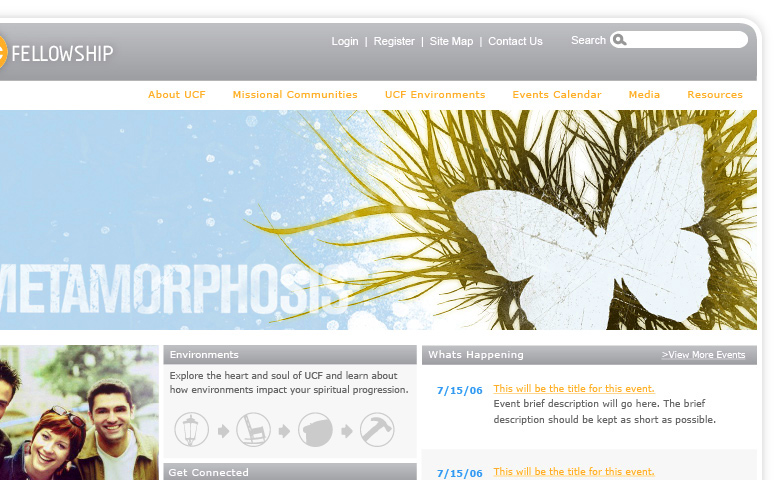 FELLOWSHIP
Login | Register | Site Map | Contact Us
Search
About UCF Missional Communities UCF Environments Events Calendar Media Resources
METAMORPHOSIS
Environments
Explore the heart and soul of UCF and learn about
how environments impact your spiritual progression.
Get Connected
Whats Happening
>View More Events
7/15/06
This will be the title for this event.
Event brief description will go here. The brief
description should be kept as short as possible.
7/15/06
This will be the title for this event.